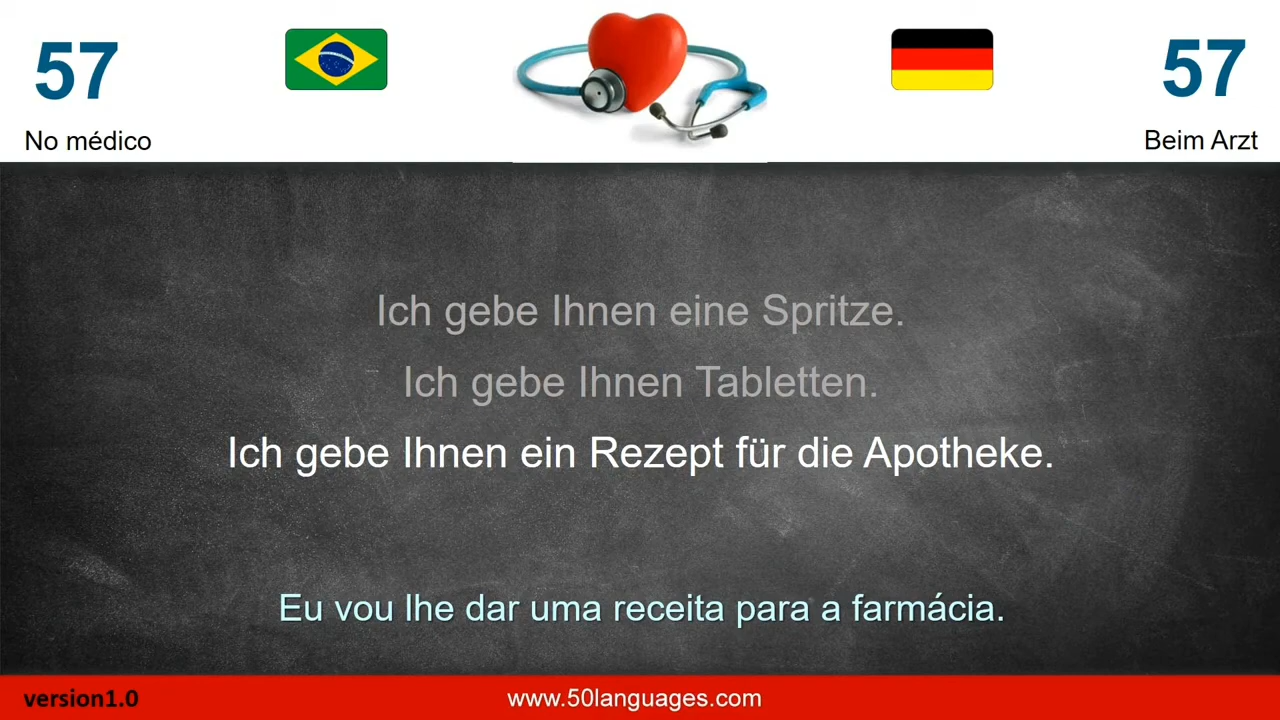 57
No médico
57
Beim Arzt
Ich gebe Ihnen eine Spritze.
Ich gebe Ihnen Tabletten.
Ich gebe Ihnen ein Rezept für die Apotheke.
Eu vou lhe dar uma receita para a farmácia.
version1.0
www.50languages.com